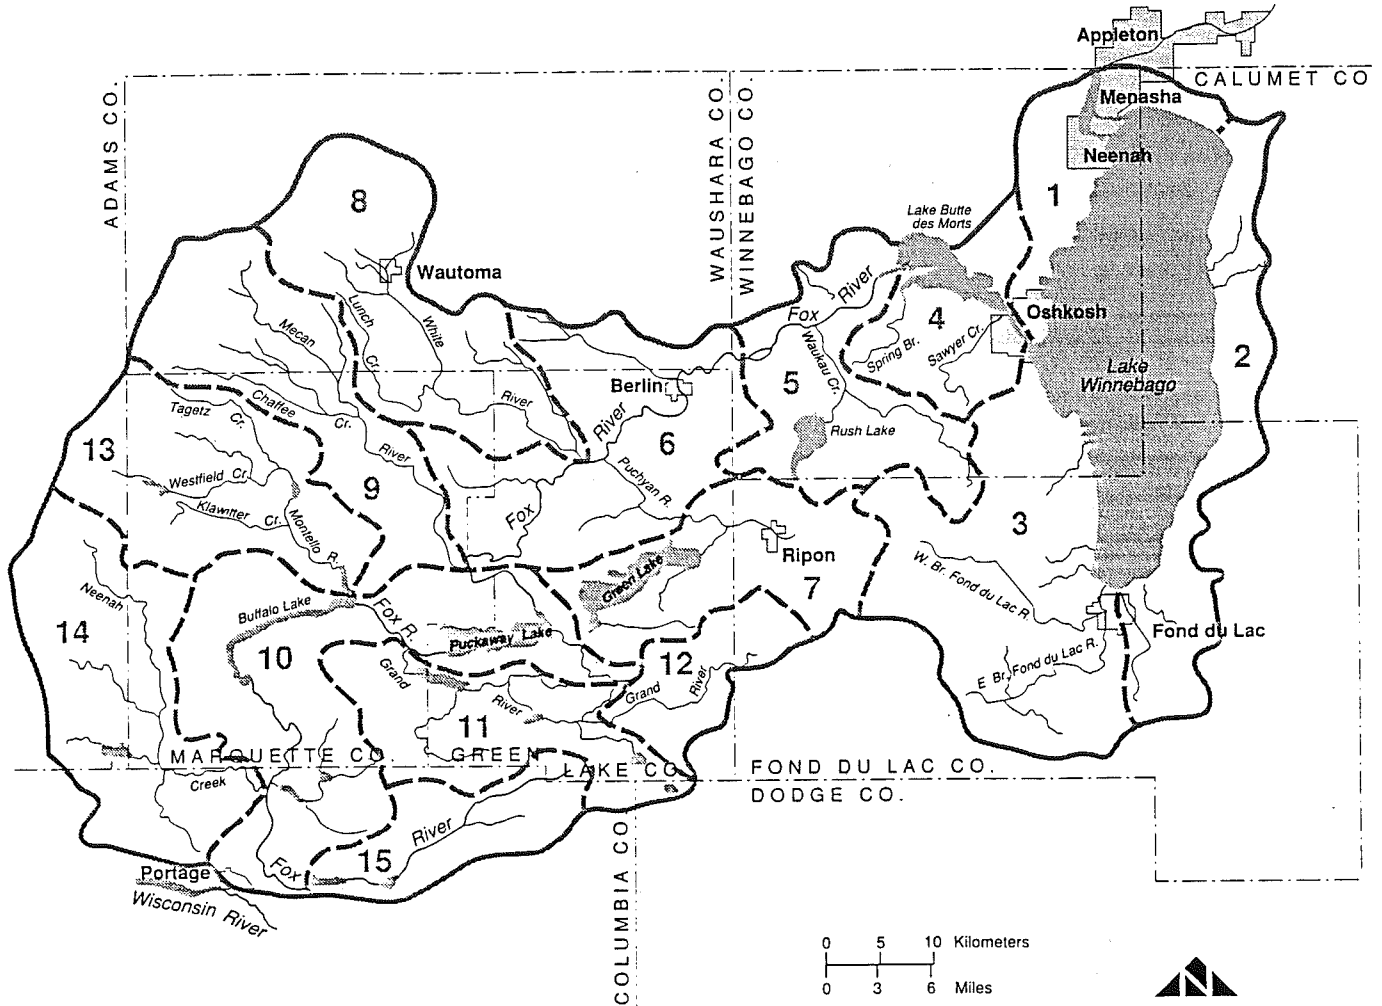 Appleton
CALUMET CO
Menasha
Neenah
ADAMS CO.
WAUSHARA CO.
WINNEBAGO CO.
8
1
Lake Butte
des Morts
Wautoma
Fox River
Oshkosh
4
Lunch Cr.
White River
Mecan River
Spring Br.
Sawyer Cr.
Waukau Cr.
2
Lake
Winnebago
5
Berlin
River
6
Rush Lake
Tagetz Cr.
Chaffee Cr.
13
Westfield Cr.
9
Klawitter Cr.
Montello R.
Puchyan R.
Fox
3
Ripon
7
Green Lake
W. Br. Fond du Lac R.
Neenah
Buffalo Lake
Fox R.
14
10
Puckaway Lake
12
Fond du Lac
E Br. Fond du Lac R.
Grand River
Grand River
11
MARQUETTE CO.
GREEN
LAKE CO.
FOND DU LAC CO.
DODGE CO.
Creek
River
15
Fox
Portage
Wisconsin River
COLUMBIA CO.
0 5 10 Kilometers
0 3 6 Miles
N